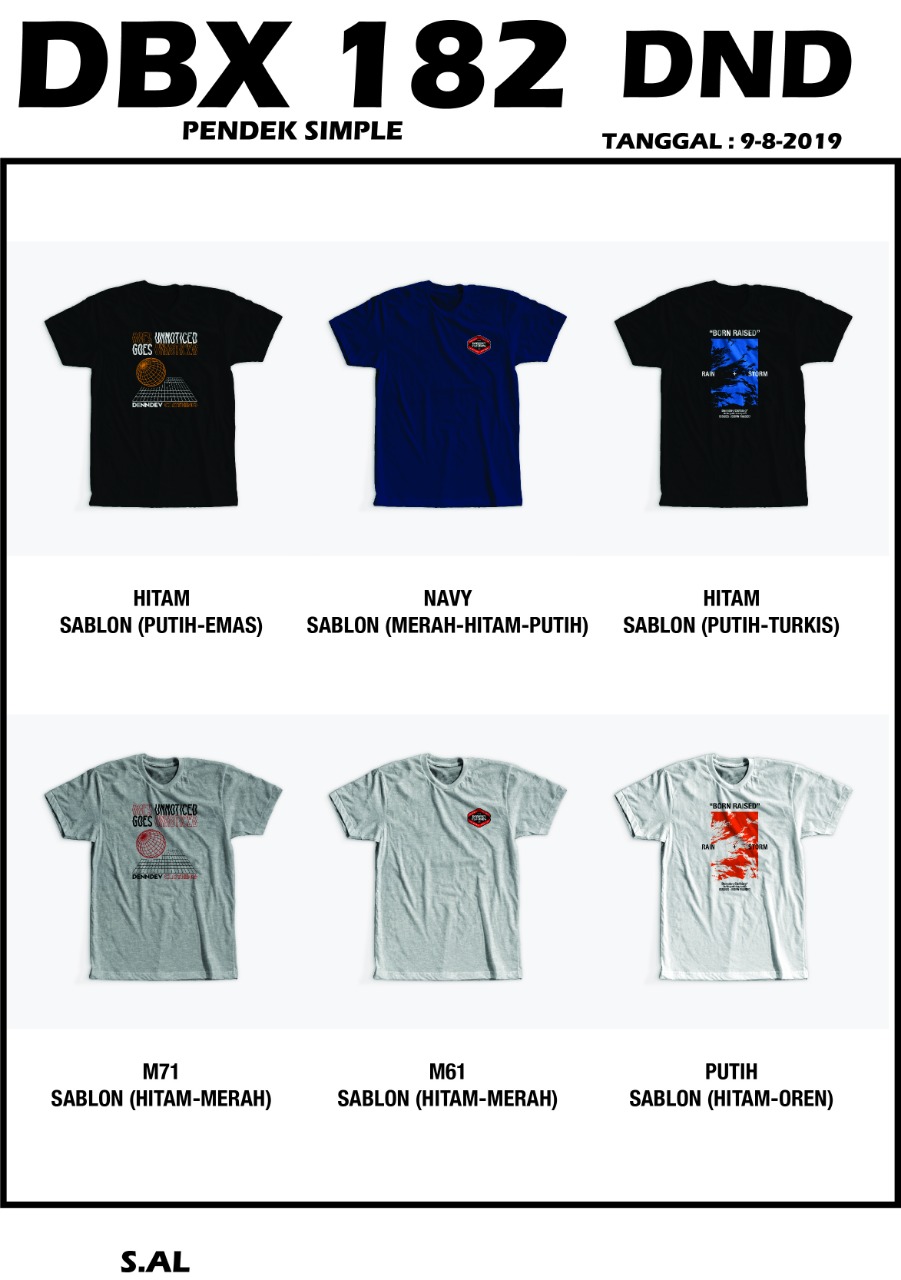 DBX 182 DND
PENDEK SIMPLE
TANGGAL : 9-8-2019
UNNOTICED
GOES
DENNDEV
"BORN RAISED"
RAIN STORM
HITAM
SABLON (PUTIH-EMAS)
NAVY
SABLON (MERAH-HITAM-PUTIH)
HITAM
SABLON (PUTIH-TURKIS)
UNNOTICED
GOES
DENNDEV
"BORN RAISED"
RAIN STORM
M71
SABLON (HITAM-MERAH)
M61
SABLON (HITAM-MERAH)
PUTIH
SABLON (HITAM-OREN)
S.AL